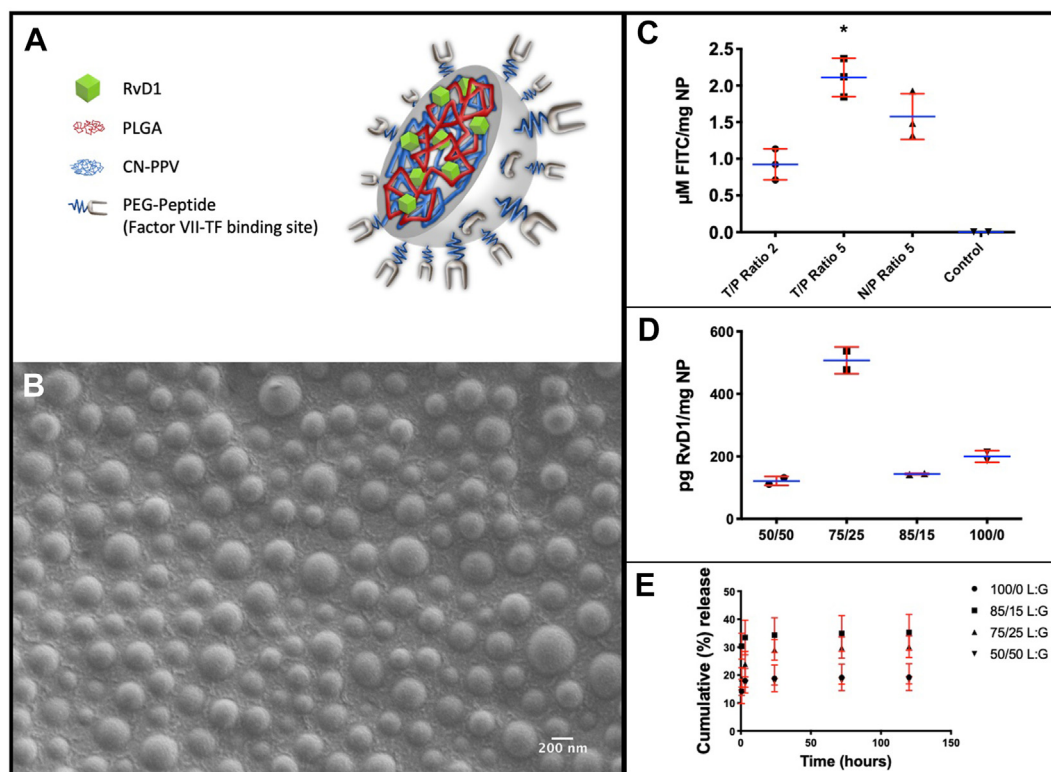 A
RvD1
PLGA
CN-PPV
PEG-Peptide
(Factor VII-TF binding site)
B
200 nm
C
*
µM FITC/mg NP
2.5
2.0
1.5
1.0
0.5
0.0
T/P Ratio 2
T/P Ratio 5
N/P Ratio 5
Control
D
pg RvD1/mg NP
600
400
200
0
50/50
75/25
85/15
100/0
E
Cumulative (%) release
50
40
30
20
10
0
0
50
100
150
Time (hours)
100/0 L:G
85/15 L:G
75/25 L:G
50/50 L:G